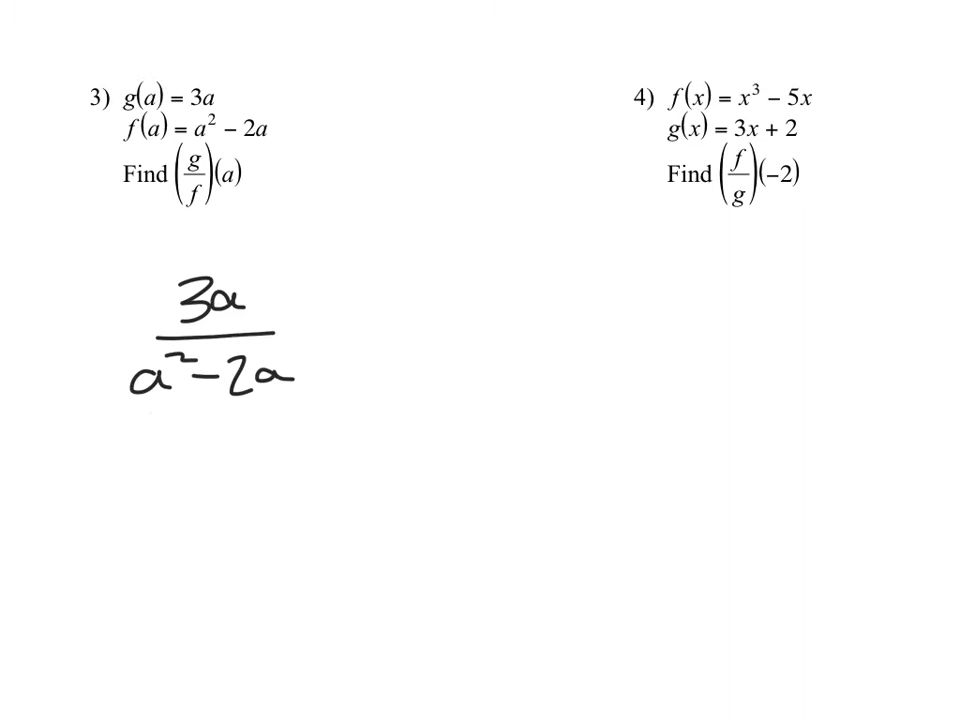 3) g(a) = 3a
f(a) = a² − 2a
Find (g/f)(a)
3a
a² − 2a
4) f(x) = x³ − 5x
g(x) = 3x + 2
Find (f/g)(−2)